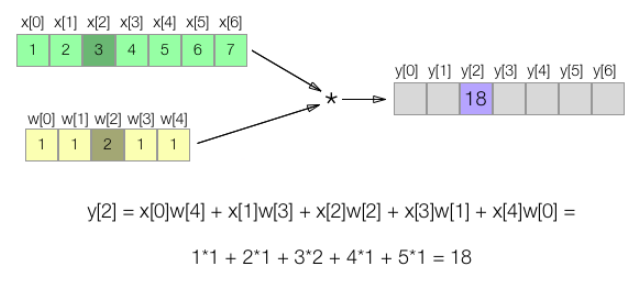 x[0] x[1] x[2] x[3] x[4] x[5] x[6]
1 2 3 4 5 6 7
w[0] w[1] w[2] w[3] w[4]
1 1 2 1 1
*
y[0] y[1] y[2] y[3] y[4] y[5] y[6]
18
y[2] = x[0]w[4] + x[1]w[3] + x[2]w[2] + x[3]w[1] + x[4]w[0] =
1*1 + 2*1 + 3*2 + 4*1 + 5*1 = 18